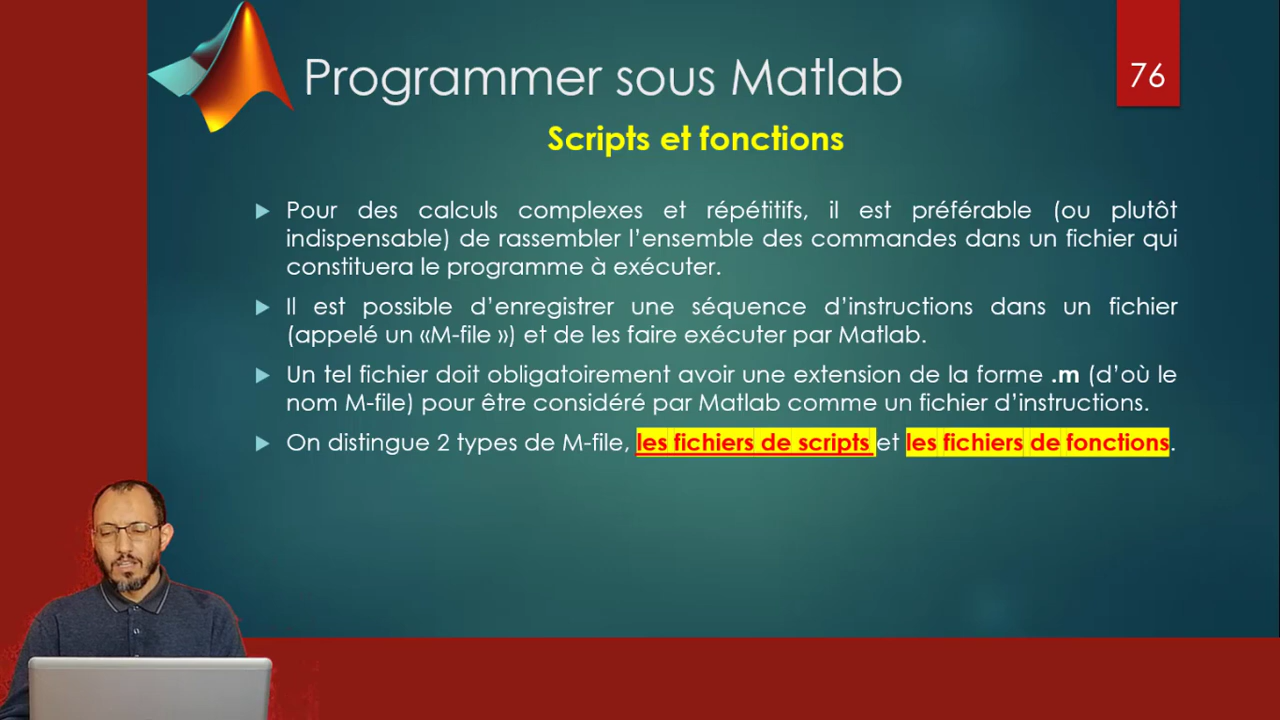 Programmer sous Matlab
76
Scripts et fonctions
Pour des calculs complexes et répétitifs, il est préférable (ou plutôt
indispensable) de rassembler l’ensemble des commandes dans un fichier qui
constituera le programme à exécuter.
Il est possible d’enregistrer une séquence d’instructions dans un fichier
(appelé un «M-file ») et de les faire exécuter par Matlab.
Un tel fichier doit obligatoirement avoir une extension de la forme .m (d’où le
nom M-file) pour être considéré par Matlab comme un fichier d’instructions.
On distingue 2 types de M-file, les fichiers de scripts et les fichiers de fonctions.